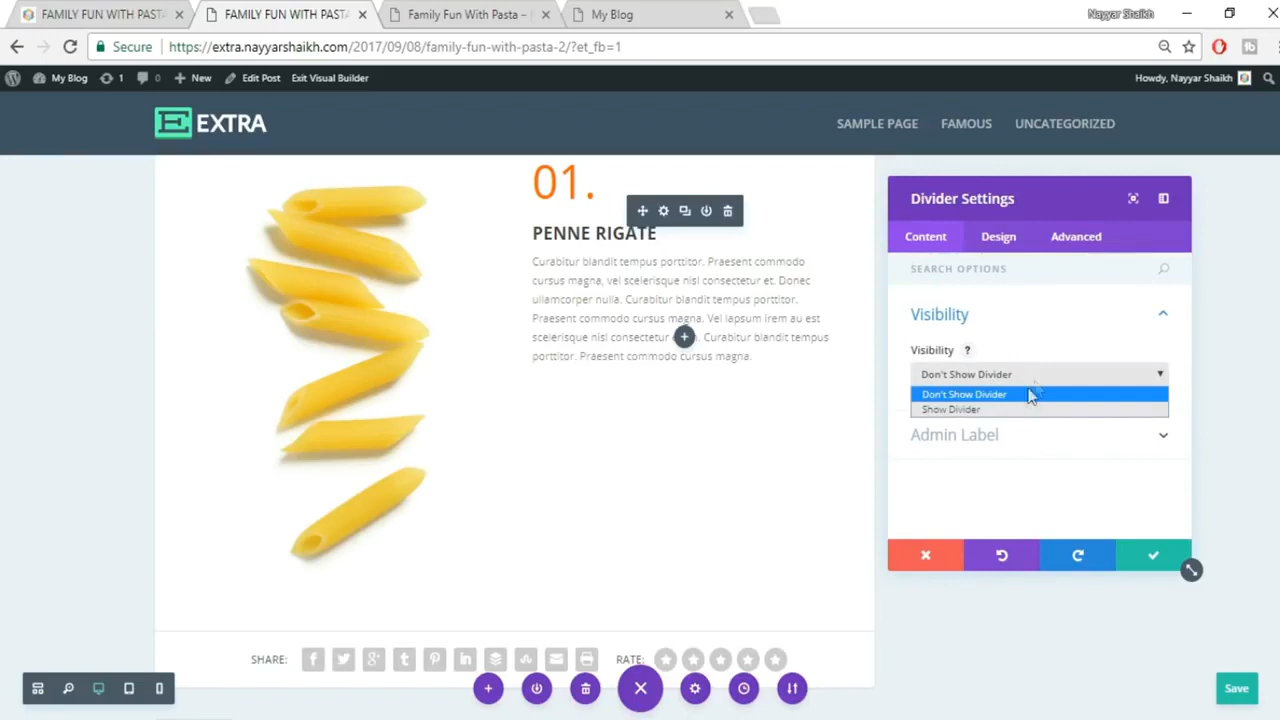 FAMILY FUN WITH PASTA
FAMILY FUN WITH PASTA
Family Fun With Pasta –
My Blog
Nayyar Shaikh
Secure
https://extra.nayyarshaikh.com/2017/09/08/family-fun-with-pasta-2/?et_fb=1
My Blog
1
0
New
Edit Post
Exit Visual Builder
Howdy, Nayyar Shaikh
EXTRA
SAMPLE PAGE
FAMOUS
UNCATEGORIZED
01.
PENNE RIGATE
Curabitur blandit tempus porttitor. Praesent commodo
cursus magna, vel scelerisque nisl consectetur et. Donec
ullamcorper nulla. Curabitur blandit tempus porttitor.
Praesent commodo cursus magna. Vel lapsum irem au est
scelerisque nisl consectetur Curabitur blandit tempus
porttitor. Praesent commodo cursus magna.
Divider Settings
Content
Design
Advanced
SEARCH OPTIONS
Visibility
Visibility ?
Don't Show Divider
Don't Show Divider
Show Divider
Admin Label
SHARE:
RATE:
Save